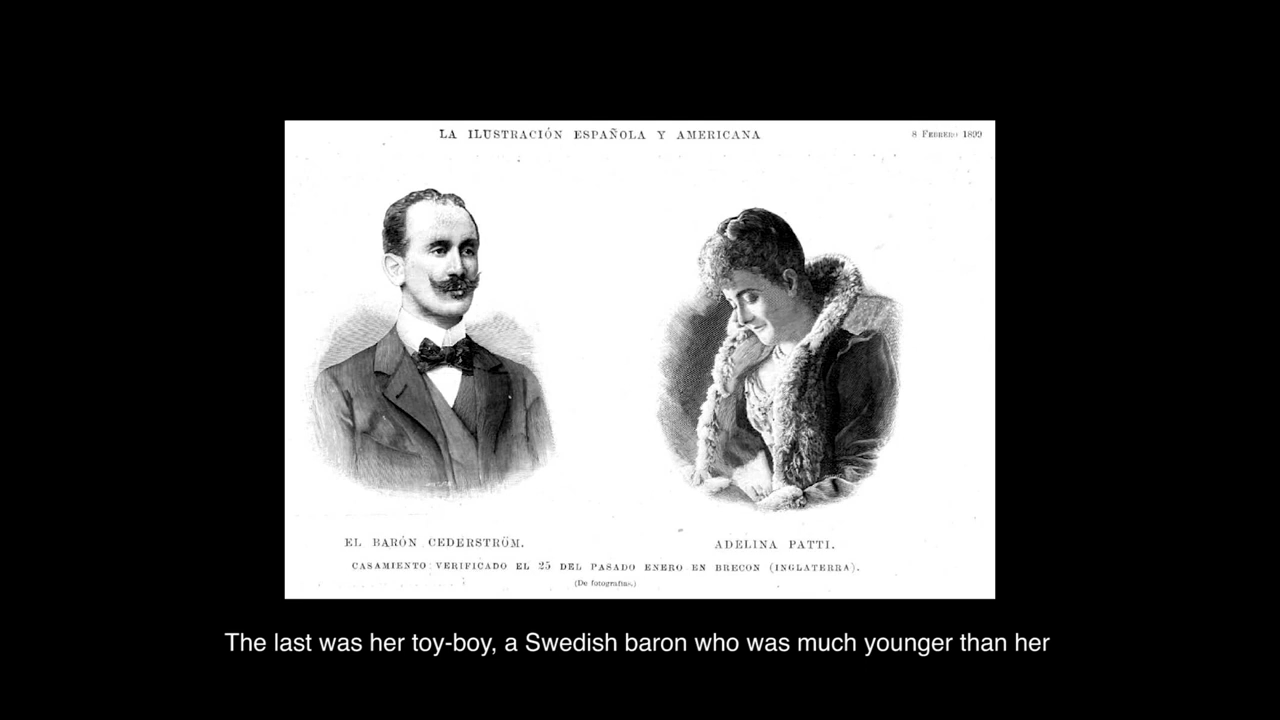 LA ILUSTRACIÓN ESPAÑOLA Y AMERICANA
8 FEBRERO 1899
EL BARÓN CEDERSTRÖM.
ADELINA PATTI.
CASAMIENTO VERIFICADO EL 25 DEL PASADO ENERO EN BRECON (INGLATERRA).
(De fotografías.)
The last was her toy-boy, a Swedish baron who was much younger than her